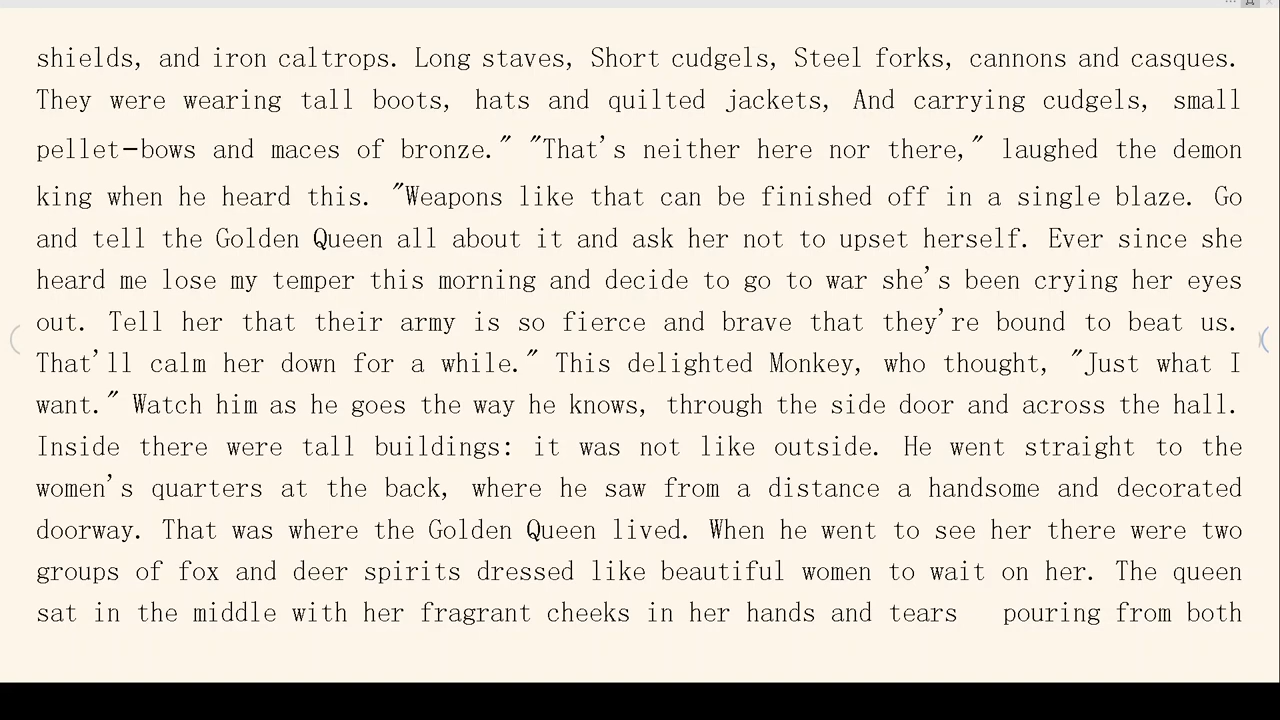 shields, and iron caltrops. Long staves, Short cudgels, Steel forks, cannons and casques.
They were wearing tall boots, hats and quilted jackets, And carrying cudgels, small
pellet-bows and maces of bronze." "That's neither here nor there," laughed the demon
king when he heard this. "Weapons like that can be finished off in a single blaze. Go
and tell the Golden Queen all about it and ask her not to upset herself. Ever since she
heard me lose my temper this morning and decide to go to war she's been crying her eyes
out. Tell her that their army is so fierce and brave that they're bound to beat us.
That'll calm her down for a while." This delighted Monkey, who thought, "Just what I
want." Watch him as he goes the way he knows, through the side door and across the hall.
Inside there were tall buildings: it was not like outside. He went straight to the
women's quarters at the back, where he saw from a distance a handsome and decorated
doorway. That was where the Golden Queen lived. When he went to see her there were two
groups of fox and deer spirits dressed like beautiful women to wait on her. The queen
sat in the middle with her fragrant cheeks in her hands and tears pouring from both